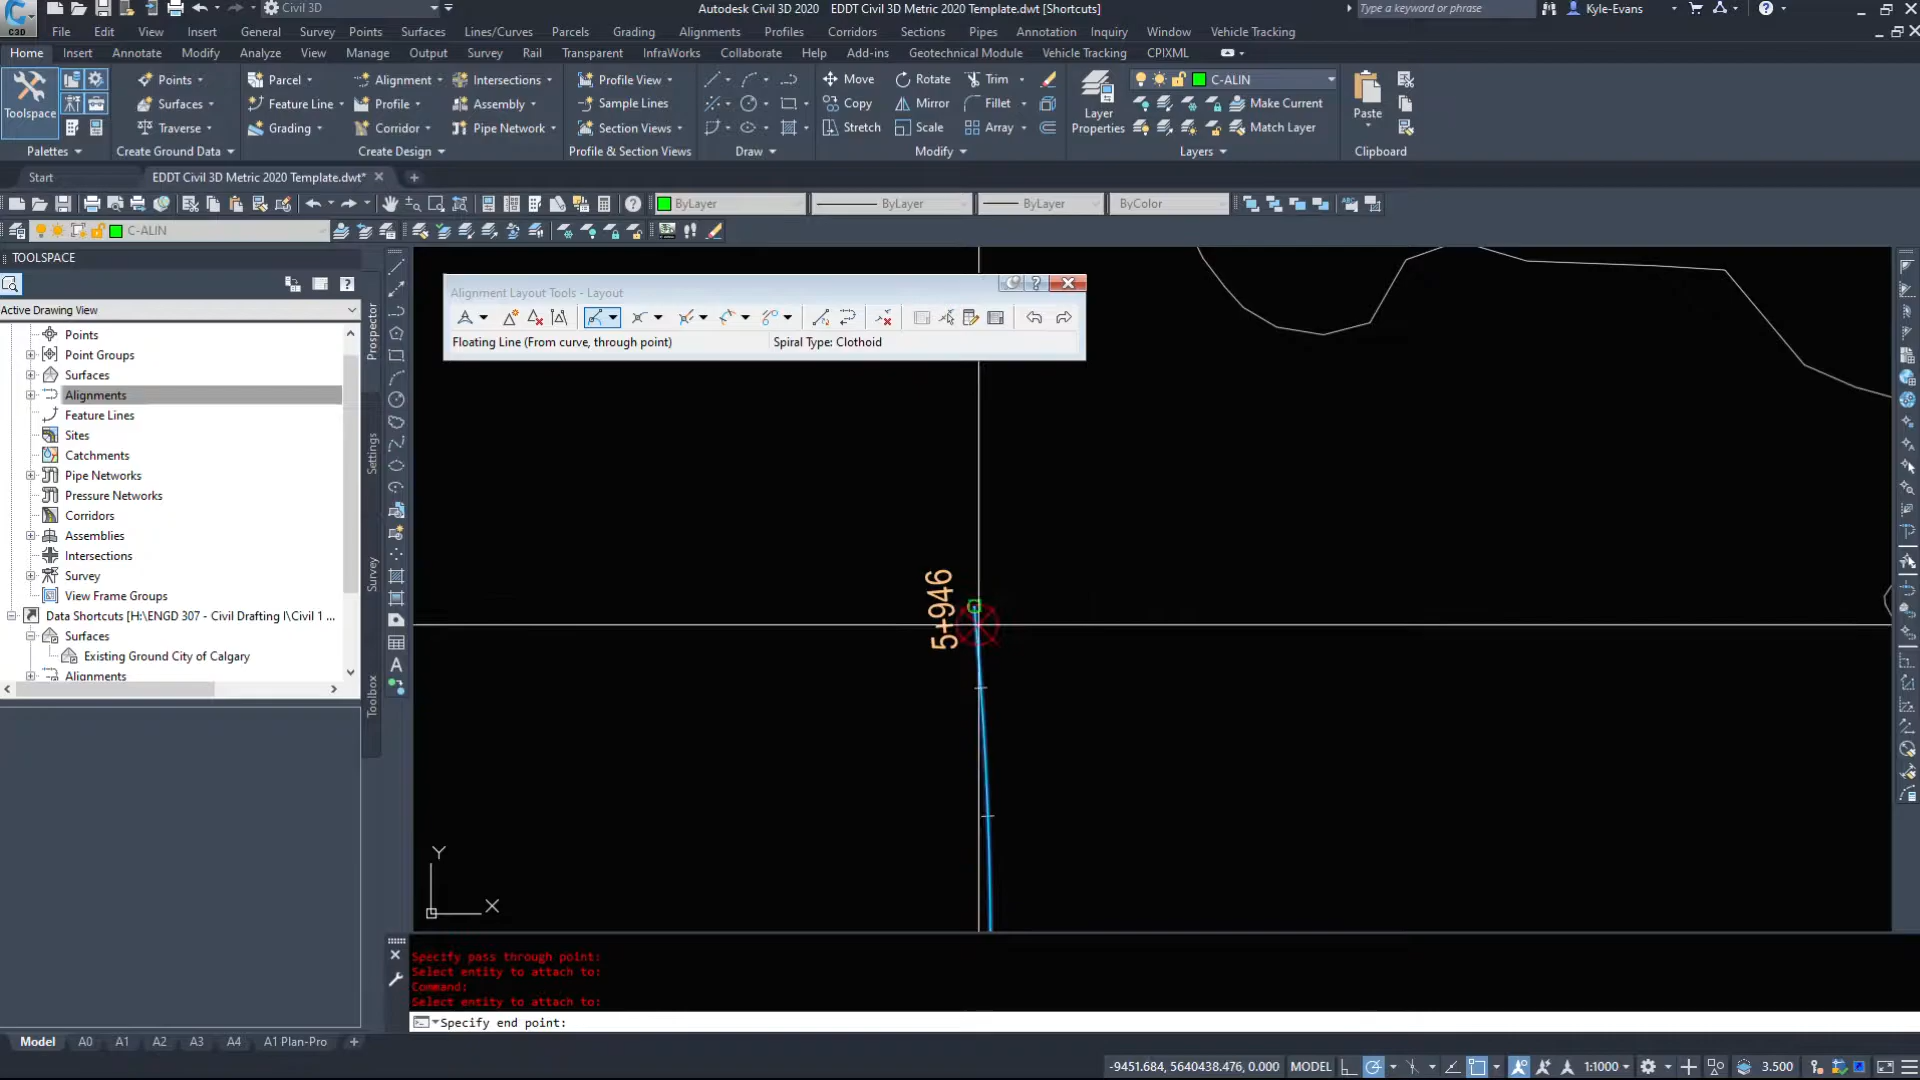 C3D
Civil 3D
Autodesk Civil 3D 2020 EDDT Civil 3D Metric 2020 Template.dwt [Shortcuts]
Type a keyword or phrase
Kyle-Evans
File Edit View Insert General Survey Points Surfaces Lines/Curves Parcels Grading Alignments Profiles Corridors Sections Pipes Annotation Inquiry Window Vehicle Tracking
Home Insert Annotate Modify Analyze View Manage Output Survey Rail Transparent InfraWorks Collaborate Help Add-ins Geotechnical Module Vehicle Tracking CPIXML
Points Parcel Alignment Intersections Profile View Move Rotate Trim C-ALIN
Toolspace Surfaces Feature Line Profile Assembly Sample Lines Copy Mirror Fillet Layer Properties Make Current Paste
Traverse Grading Corridor Pipe Network Section Views Stretch Scale Array Match Layer
Palettes Create Ground Data Create Design Profile & Section Views Draw Modify Layers Clipboard
Start EDDT Civil 3D Metric 2020 Template.dwt*
ByLayer ByLayer ByLayer ByColor
C-ALIN
TOOLSPACE
Active Drawing View
Points
Point Groups
Surfaces
Alignments
Feature Lines
Sites
Catchments
Pipe Networks
Pressure Networks
Corridors
Assemblies
Intersections
Survey
View Frame Groups
Data Shortcuts [H:\ENGD 307 - Civil Drafting I\Civil 1 ...
Surfaces
Existing Ground City of Calgary
Alignments
Prospector
Settings
Survey
Toolbox
Alignment Layout Tools - Layout
Floating Line (From curve, through point) Spiral Type: Clothoid
5+946
Y
X
Specify pass through point:
Select entity to attach to:
Command:
Select entity to attach to:
Specify end point:
Model A0 A1 A2 A3 A4 A1 Plan-Pro
-9451.684, 5640438.476, 0.000 MODEL 1:1000 3.500